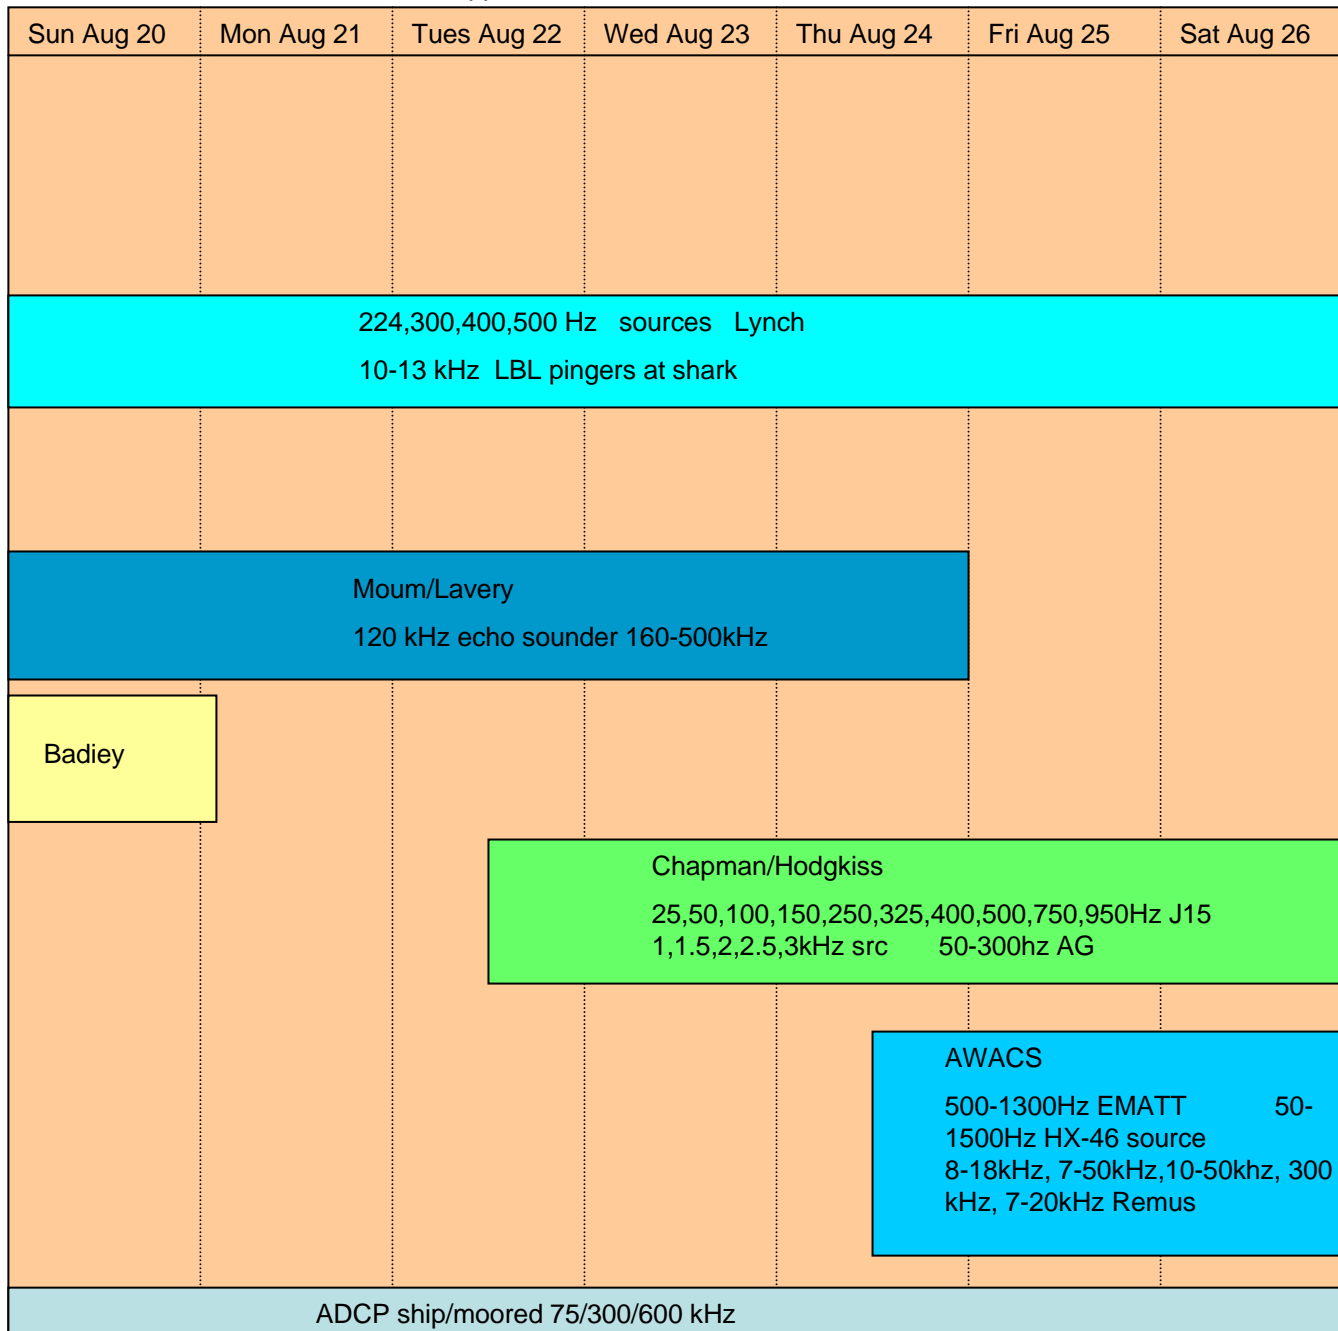 Sun Aug 20 Mon Aug 21 Tues Aug 22 Wed Aug 23 Thu Aug 24 Fri Aug 25 Sat Aug 26
224,300,400,500 Hz sources Lynch
10-13 kHz LBL pingers at shark
Moum/Lavery
120 kHz echo sounder 160-500kHz
Badiey
Chapman/Hodgkiss
25,50,100,150,250,325,400,500,750,950Hz J15
1,1.5,2,2.5,3kHz src 50-300hz AG
AWACS
500-1300Hz EMATT 50-
1500Hz HX-46 source
8-18kHz, 7-50kHz,10-50khz, 300
kHz, 7-20kHz Remus
ADCP ship/moored 75/300/600 kHz